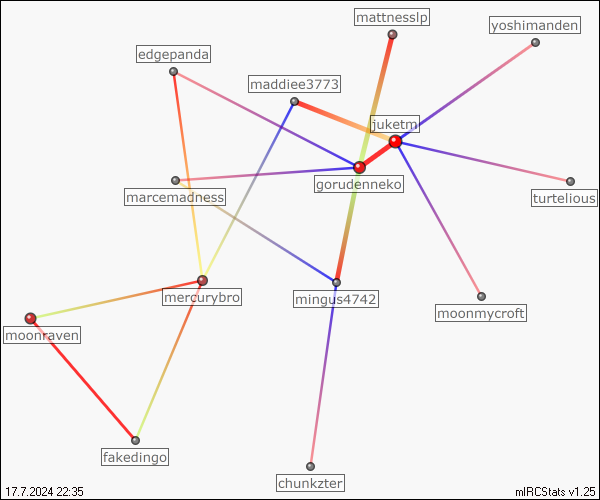 mattnesslp
yoshimanden
edgepanda
maddiee3773
juketm
gorudenneko
marcemadness
turtelious
mercurybro
mingus4742
moonmycroft
moonraven
fakedingo
chunkzter
17.7.2024 22:35
mIRCStats v1.25